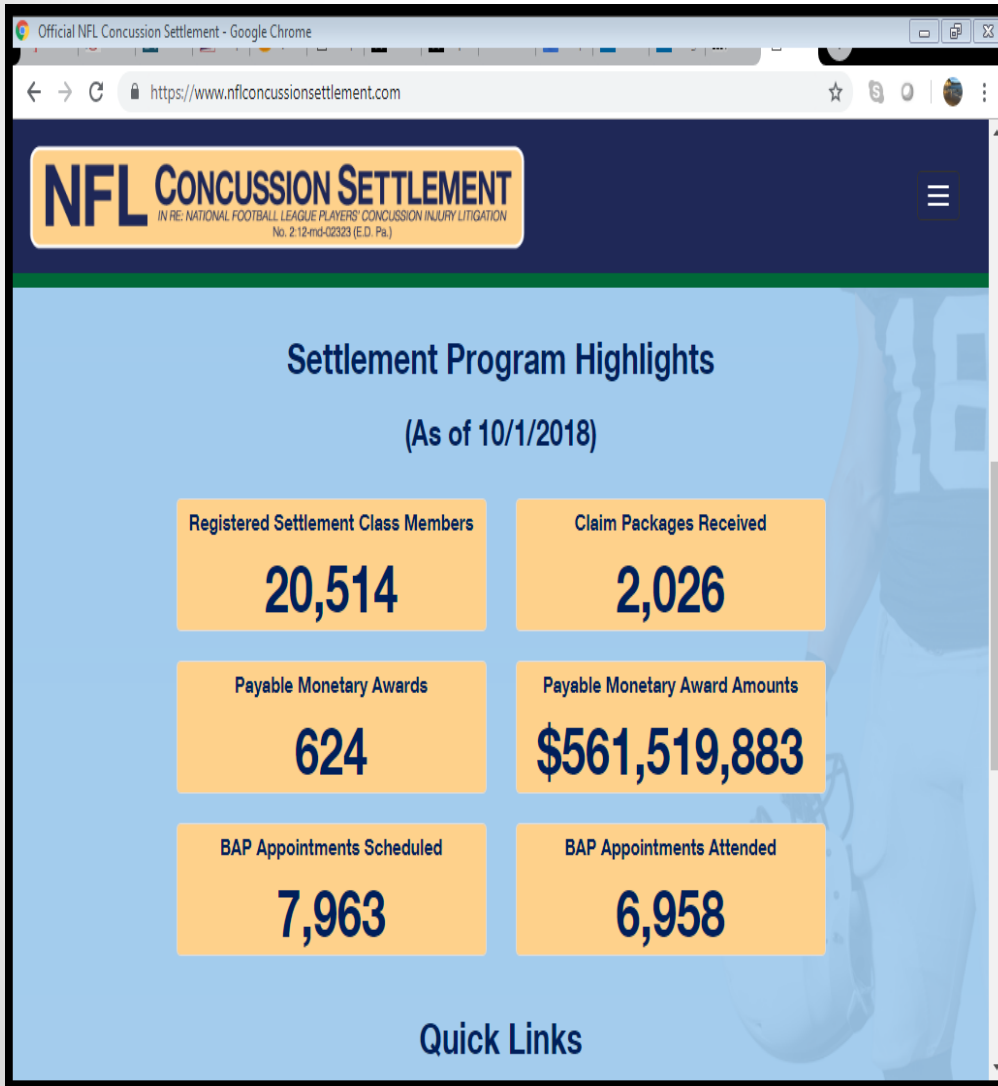 Official NFL Concussion Settlement - Google Chrome
https://www.nflconcussionsettlement.com
NFL CONCUSSION SETTLEMENT
IN RE: NATIONAL FOOTBALL LEAGUE PLAYERS' CONCUSSION INJURY LITIGATION
No. 2:12-md-02323 (E.D. Pa.)
Settlement Program Highlights
(As of 10/1/2018)
Registered Settlement Class Members
20,514
Claim Packages Received
2,026
Payable Monetary Awards
624
Payable Monetary Award Amounts
$561,519,883
BAP Appointments Scheduled
7,963
BAP Appointments Attended
6,958
Quick Links